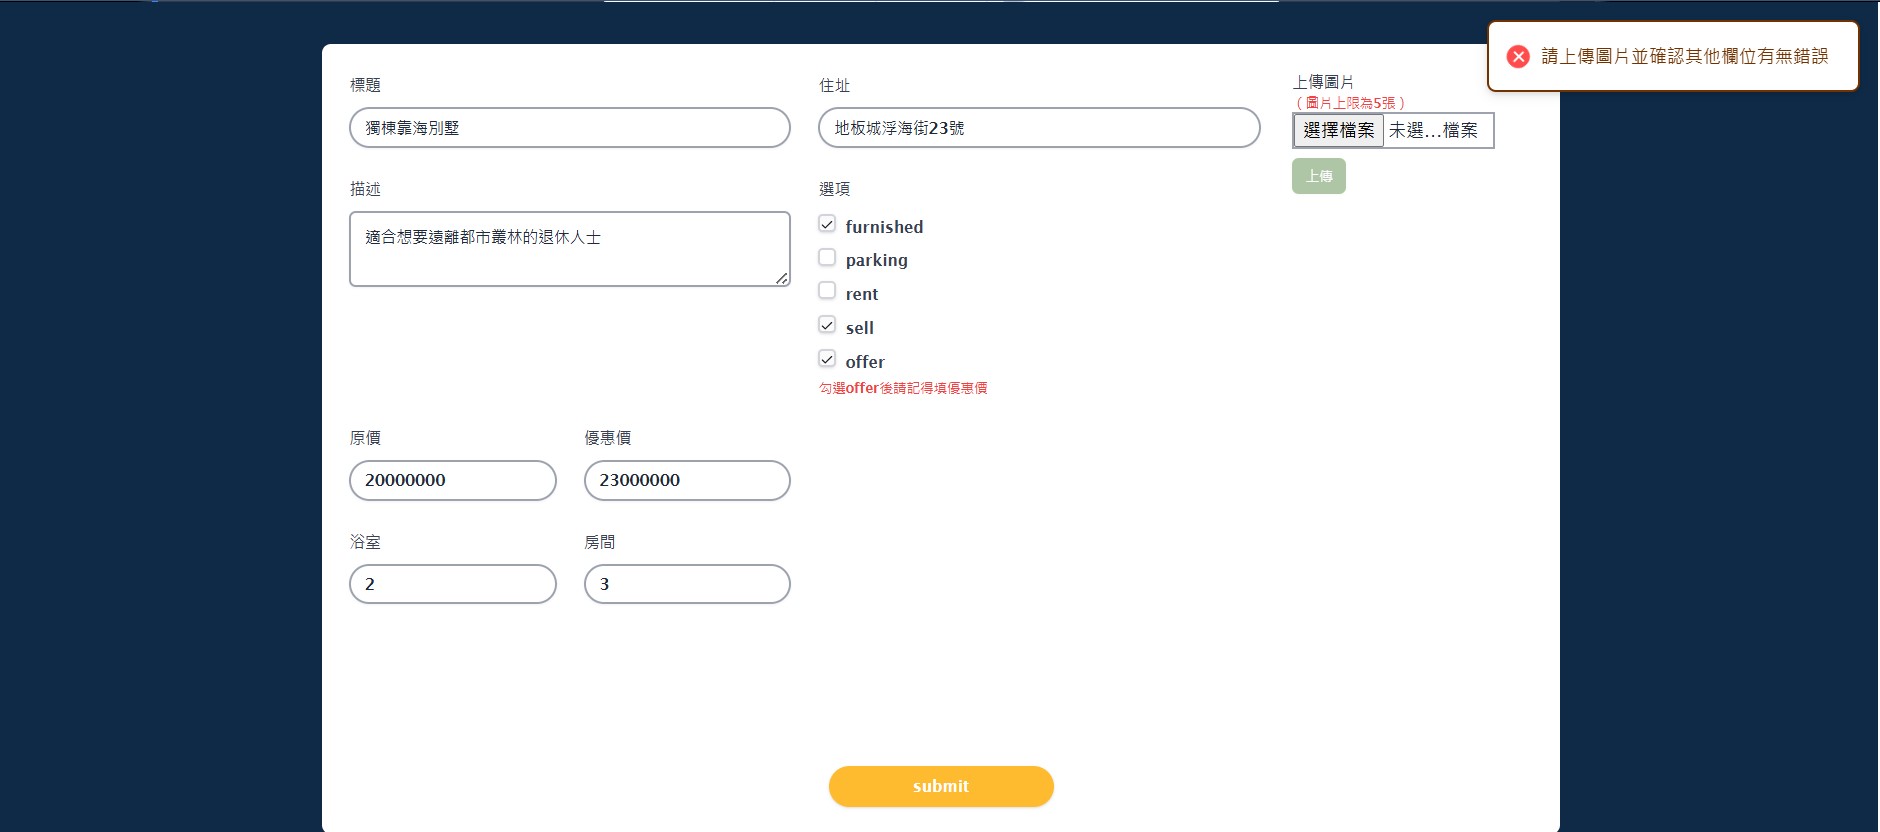 請上傳圖片並確認其他欄位有無錯誤
標題
獨棟靠海別墅
住址
地板城浮海街23號
上傳圖片
（圖片上限為5張）
選擇檔案 未選...檔案
上傳
描述
適合想要遠離都市叢林的退休人士
選項
furnished
parking
rent
sell
offer
勾選offer後請記得填優惠價
原價
20000000
優惠價
23000000
浴室
2
房間
3
submit